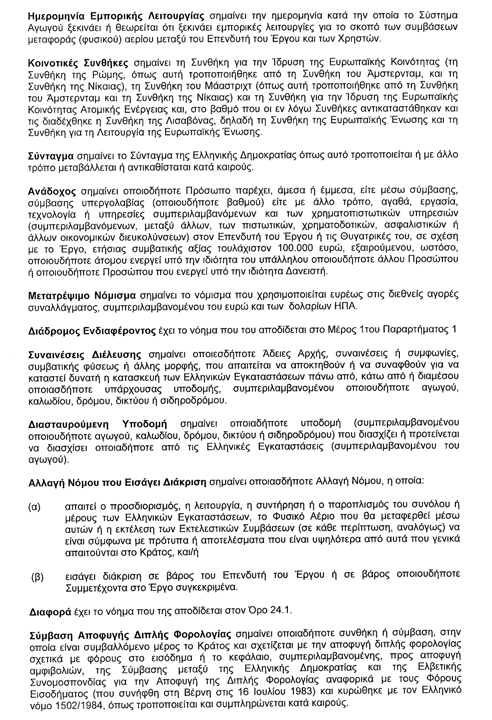 Ημερομηνία Εμπορικής Λειτουργίας σημαίνει την ημερομηνία κατά την οποία το Σύστημα
Αγωγού ξεκινάει ή θεωρείται ότι ξεκινάει εμπορικές λειτουργίες για το σκοπό των συμβάσεων
μεταφοράς (φυσικού) αερίου μεταξύ του Επενδυτή του Έργου και των Χρηστών.
Κοινοτικές Συνθήκες σημαίνει τη Συνθήκη για την Ίδρυση της Ευρωπαϊκής Κοινότητας (τη
Συνθήκη της Ρώμης, όπως αυτή τροποποιήθηκε από τη Συνθήκη του Άμστερνταμ, και τη
Συνθήκη της Νίκαιας), τη Συνθήκη του Μάαστριχτ (όπως αυτή τροποποιήθηκε από τη Συνθήκη
του Άμστερνταμ και τη Συνθήκη της Νίκαιας) και τη Συνθήκη για την Ίδρυση της Ευρωπαϊκής
Κοινότητας Ατομικής Ενέργειας και, στο βαθμό που οι εν λόγω Συνθήκες αντικαταστάθηκαν και
τις διαδέχθηκε η Συνθήκη της Λισαβόνας, δηλαδή τη Συνθήκη της Ευρωπαϊκής Ένωσης και τη
Συνθήκη για τη Λειτουργία της Ευρωπαϊκής Ένωσης.
Σύνταγμα σημαίνει το Σύνταγμα της Ελληνικής Δημοκρατίας όπως αυτό τροποποιείται ή με άλλο
τρόπο μεταβάλλεται ή αντικαθίσταται κατά καιρούς.
Ανάδοχος σημαίνει οποιοδήποτε Πρόσωπο παρέχει, άμεσα ή έμμεσα, είτε μέσω σύμβασης,
σύμβασης υπεργολαβίας (οποιουδήποτε βαθμού) είτε με άλλο τρόπο, αγαθά, εργασία,
τεχνολογία ή υπηρεσίες συμπεριλαμβανόμενων και των χρηματοπιστωτικών υπηρεσιών
(συμπεριλαμβανόμενων, μεταξύ άλλων, των πιστωτικών, χρηματοδοτικών, ασφαλιστικών ή
άλλων οικονομικών διευκολύνσεων) στον Επενδυτή του Έργου ή τις Θυγατρικές του, σε σχέση
με το Έργο, ετήσιας συμβατικής αξίας τουλάχιστον 100.000 ευρώ, εξαιρούμενου, ωστόσο,
οποιουδήποτε άτομου ενεργεί υπό την ιδιότητα του υπαλλήλου οποιουδήποτε άλλου Προσώπου
ή οποιουδήποτε Προσώπου που ενεργεί υπό την ιδιότητα Δανειστή.
Μετατρέψιμο Νόμισμα σημαίνει το νόμισμα που χρησιμοποιείται ευρέως στις διεθνείς αγορές
συναλλάγματος, συμπεριλαμβανομένου του ευρώ και των δολαρίων ΗΠΑ.
Διάδρομος Ενδιαφέροντος έχει το νόημα που του αποδίδεται στο Μέρος 1του Παραρτήματος 1
Συναινέσεις Διέλευσης σημαίνει οποιεσδήποτε Άδειες Αρχής, συναινέσεις ή συμφωνίες,
συμβατικής φύσεως ή άλλης μορφής, που απαιτείται να αποκτηθούν ή να συναφθούν για να
καταστεί δυνατή η κατασκευή των Ελληνικών Εγκαταστάσεων πάνω από, κάτω από ή διαμέσου
οποιασδήποτε υπάρχουσας υποδομής, συμπεριλαμβανομένου οποιουδήποτε αγωγού,
καλωδίου, δρόμου, δικτύου ή σιδηροδρόμου.
Διασταυρούμενη Υποδομή σημαίνει οποιαδήποτε υποδομή (συμπεριλαμβανομένου
οποιουδήποτε αγωγού, καλωδίου, δρόμου, δικτύου ή σιδηροδρόμου) που διασχίζει ή προτείνεται
να διασχίσει οποιαδήποτε από τις Ελληνικές Εγκαταστάσεις (συμπεριλαμβανομένου του
αγωγού).
Αλλαγή Νόμου που Εισάγει Διάκριση σημαίνει οποιασδήποτε Αλλαγή Νόμου, η οποία:
(α) απαιτεί ο προσδιορισμός, η λειτουργία, η συντήρηση ή ο παροπλισμός του συνόλου ή
μέρους των Ελληνικών Εγκαταστάσεων, το Φυσικό Αέριο που θα μεταφερθεί μέσω
αυτών ή η εκτέλεση των Εκτελεστικών Συμβάσεων (σε κάθε περίπτωση, αναλόγως) να
είναι σύμφωνα με πρότυπα ή αποτελέσματα που είναι υψηλότερα από αυτά που γενικά
απαιτούνται στο Κράτος, και/ή
(β) εισάγει διάκριση σε βάρος του Επενδυτή του Έργου ή σε βάρος οποιουδήποτε
Συμμετέχοντα στο Έργο συγκεκριμένα.
Διαφορά έχει το νόημα που της αποδίδεται στον Όρο 24.1.
Σύμβαση Αποφυγής Διπλής Φορολογίας σημαίνει οποιαδήποτε συνθήκη ή σύμβαση, στην
οποία είναι συμβαλλόμενο μέρος το Κράτος και σχετίζεται με την αποφυγή διπλής φορολογίας
σχετικά με φόρους στο εισόδημα ή το κεφάλαιο, συμπεριλαμβανομένης, προς αποφυγή
αμφιβολιών, της Σύμβασης μεταξύ της Ελληνικής Δημοκρατίας και της Ελβετικής
Συνομοσπονδίας για την Αποφυγή της Διπλής Φορολογίας αναφορικά με τους Φόρους
Εισοδήματος (που συνήφθη στη Βέρνη στις 16 Ιουλίου 1983) και κυρώθηκε με τον Ελληνικό
νόμο 1502/1984, όπως τροποποιείται και συμπληρώνεται κατά καιρούς.